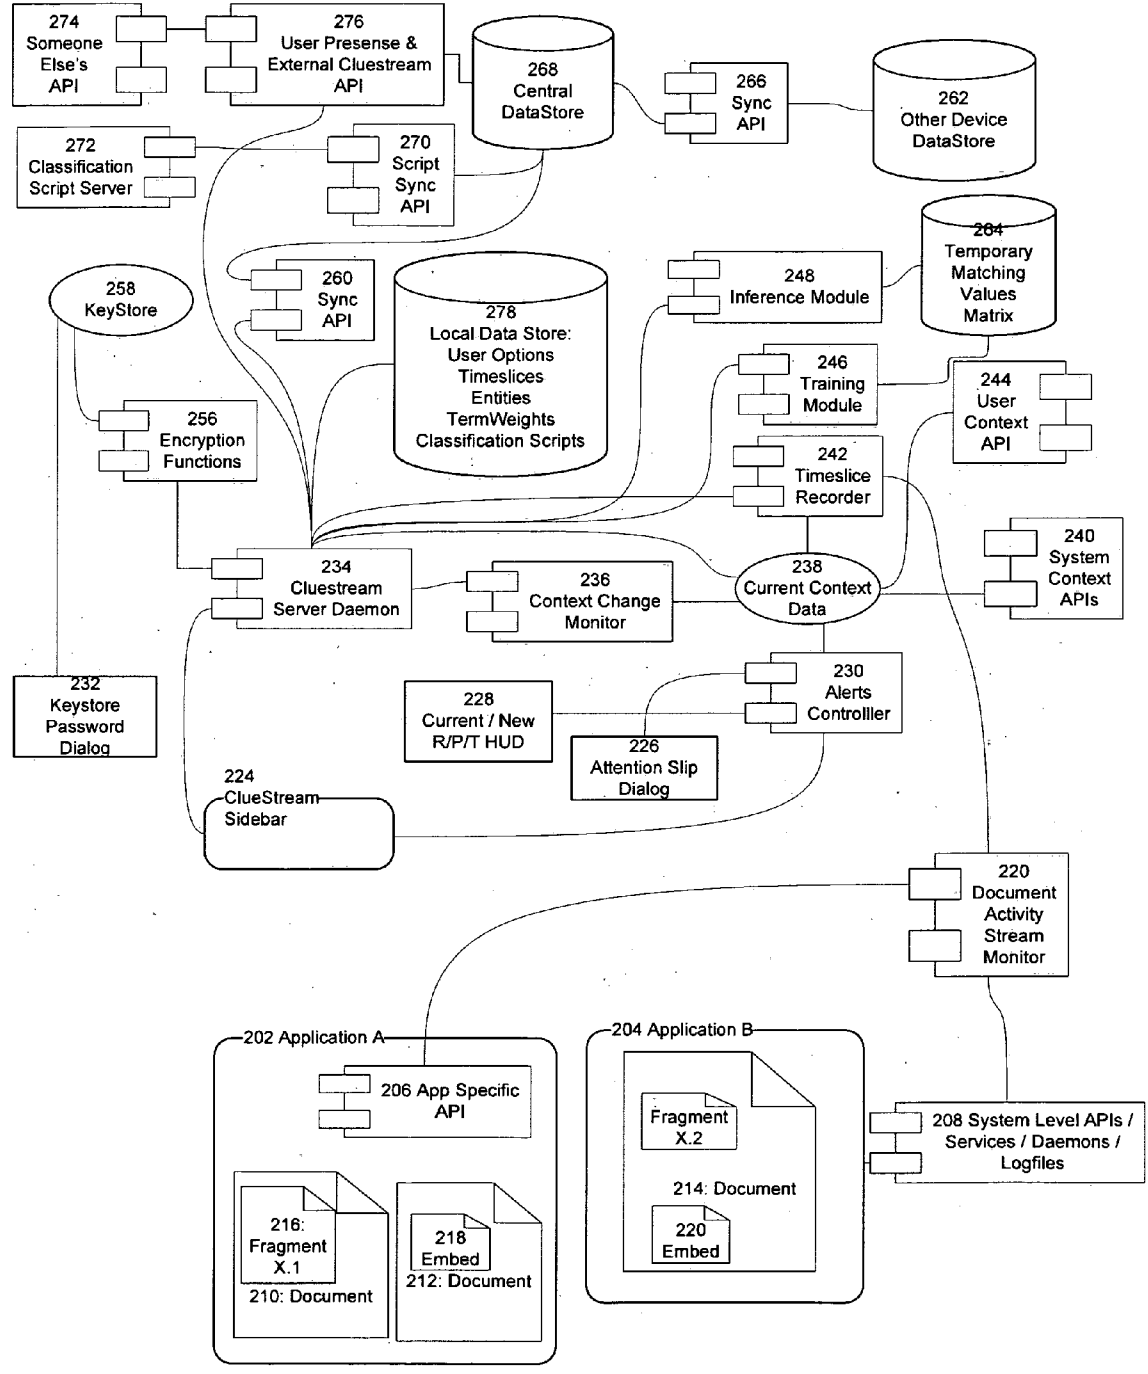 274
Someone
Else's
API
276
User Presense &
External Cluestream
API
268
Central
DataStore
266
Sync
API
262
Other Device
DataStore
272
Classification
Script Server
270
Script
Sync
API
264
Temporary
Matching
Values
Matrix
258
KeyStore
260
Sync
API
278
Local Data Store:
User Options
Timeslices
Entities
TermWeights
Classification Scripts
248
Inference Module
246
Training
Module
244
User
Context
API
256
Encryption
Functions
242
Timeslice
Recorder
234
Cluestream
Server Daemon
236
Context Change
Monitor
238
Current Context
Data
240
System
Context
APIs
232
Keystore
Password
Dialog
228
Current / New
R/P/T HUD
230
Alerts
Controlller
226
Attention Slip
Dialog
224
ClueStream
Sidebar
220
Document
Activity
Stream
Monitor
202 Application A
206 App Specific
API
216:
Fragment
X.1
210: Document
218
Embed
212: Document
204 Application B
Fragment
X.2
214: Document
220
Embed
208 System Level APIs /
Services / Daemons /
Logfiles